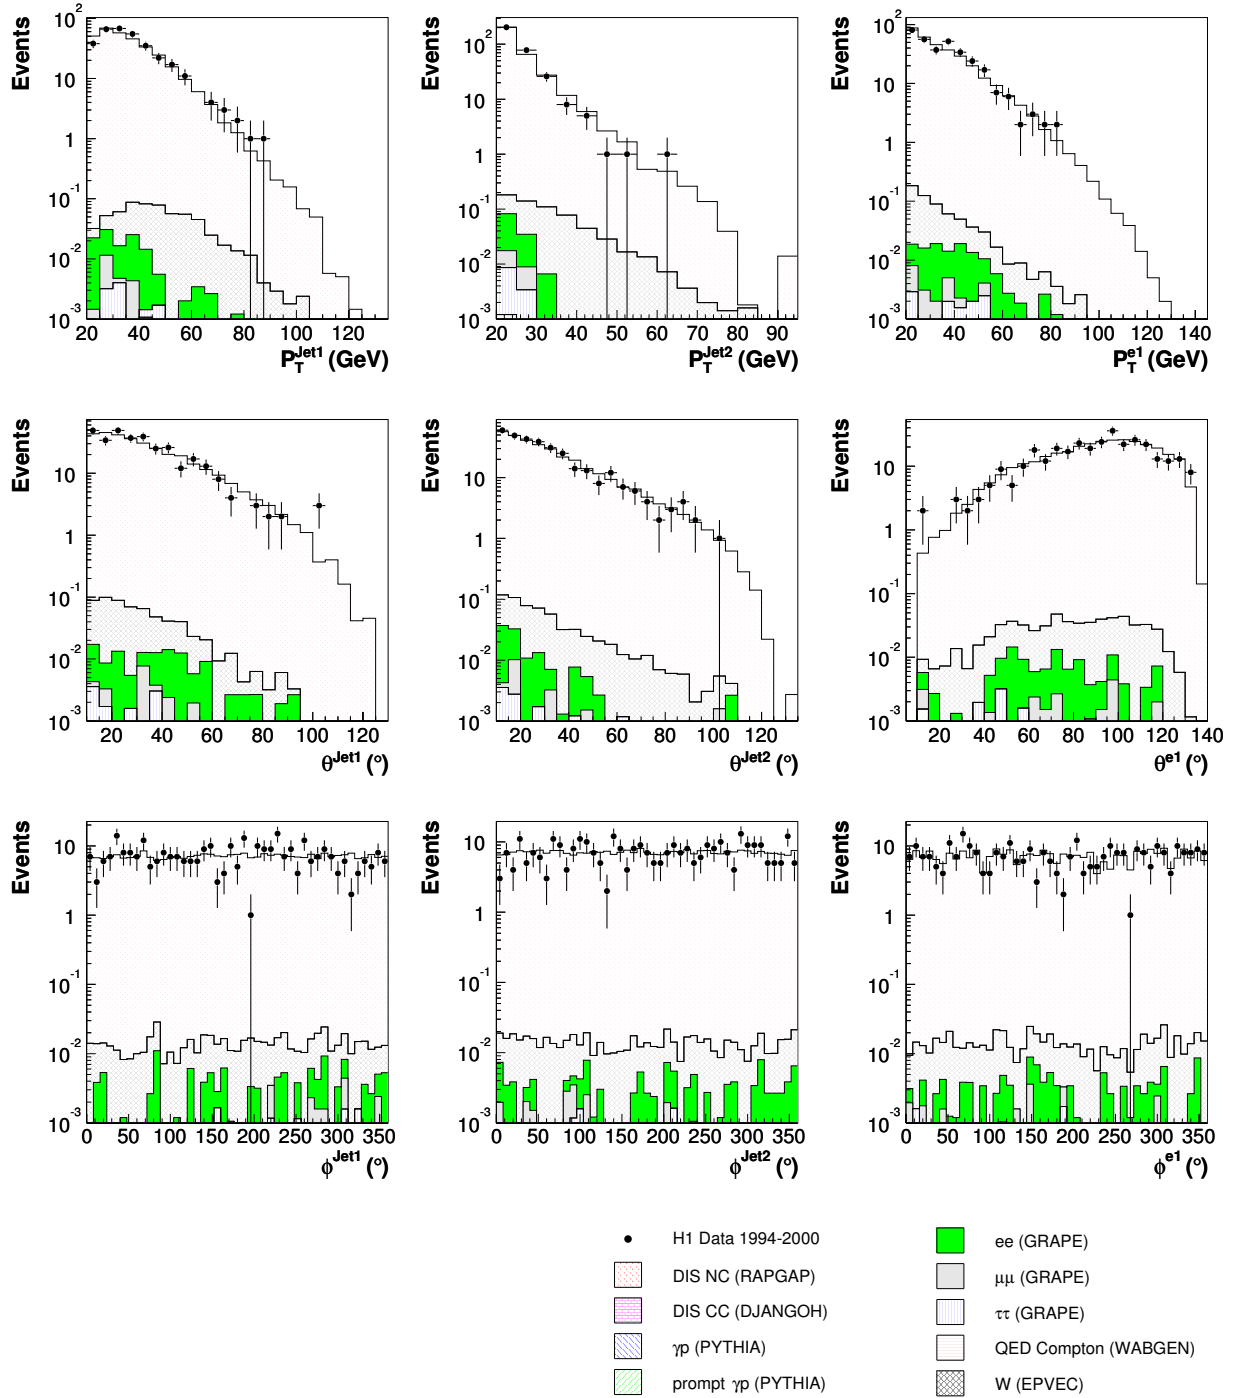 Events
10²
10
1
10⁻¹
10⁻²
10⁻³
20 40 60 80 100 120
P_T^Jet1 (GeV)
Events
10²
10
1
10⁻¹
10⁻²
10⁻³
20 30 40 50 60 70 80 90
P_T^Jet2 (GeV)
Events
10²
10
1
10⁻¹
10⁻²
10⁻³
20 40 60 80 100 120 140
P_T^e1 (GeV)
Events
10
1
10⁻¹
10⁻²
10⁻³
20 40 60 80 100 120
θ^Jet1 (°)
Events
10
1
10⁻¹
10⁻²
10⁻³
20 40 60 80 100 120
θ^Jet2 (°)
Events
10
1
10⁻¹
10⁻²
10⁻³
20 40 60 80 100 120 140
θ^e1 (°)
Events
10
1
10⁻¹
10⁻²
10⁻³
0 50 100 150 200 250 300 350
ϕ^Jet1 (°)
Events
10
1
10⁻¹
10⁻²
10⁻³
0 50 100 150 200 250 300 350
ϕ^Jet2 (°)
Events
10
1
10⁻¹
10⁻²
10⁻³
0 50 100 150 200 250 300 350
ϕ^e1 (°)
H1 Data 1994-2000
DIS NC (RAPGAP)
DIS CC (DJANGOH)
γp (PYTHIA)
prompt γp (PYTHIA)
ee (GRAPE)
μμ (GRAPE)
ττ (GRAPE)
QED Compton (WABGEN)
W (EPVEC)